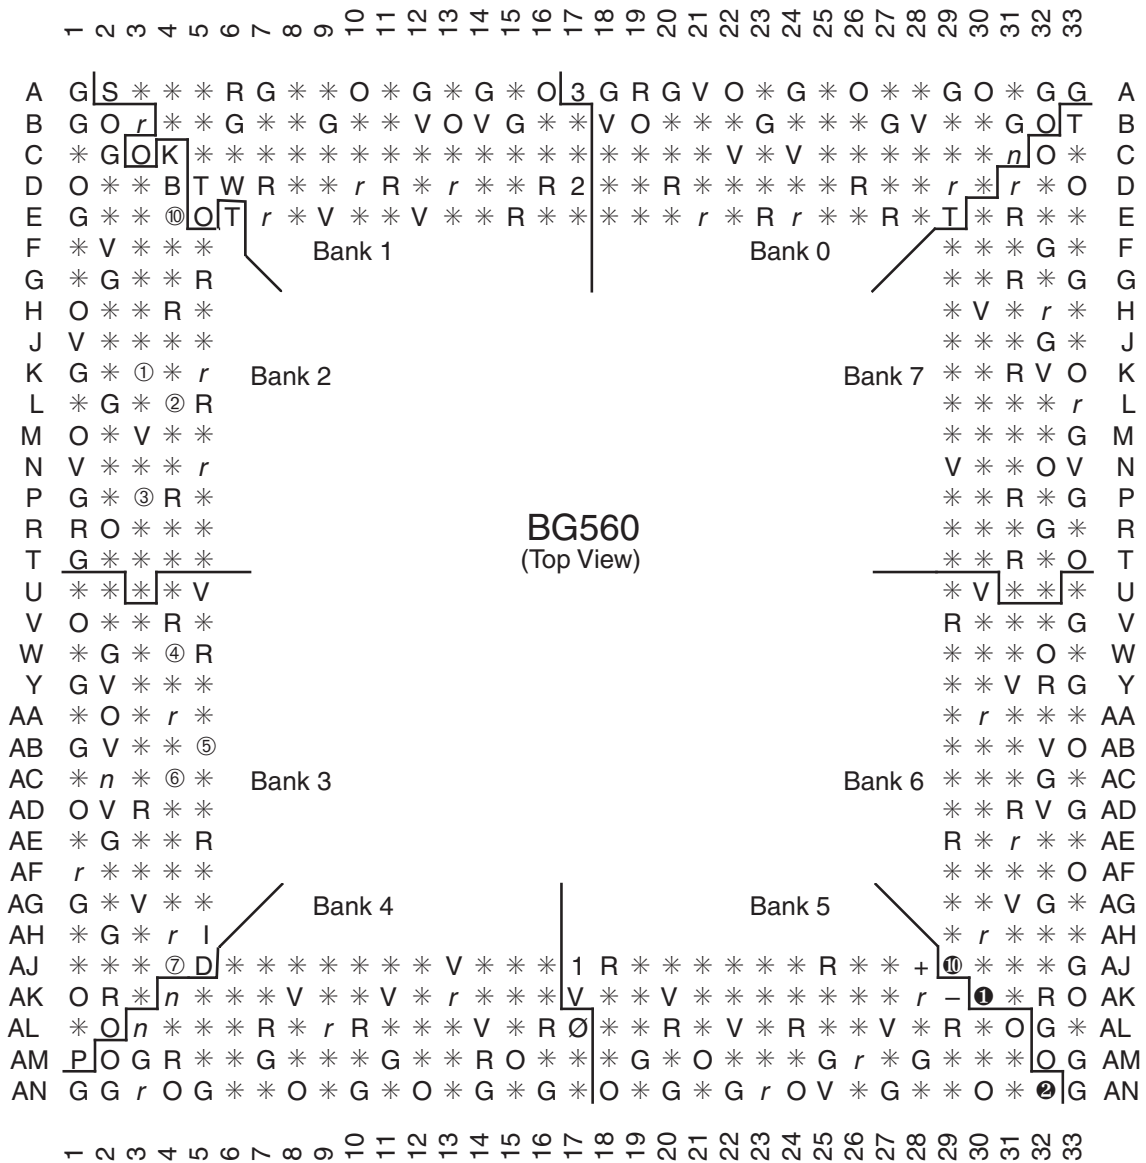 1 2 3 4 5 6 7 8 9 10 11 12 13 14 15 16 17 18 19 20 21 22 23 24 25 26 27 28 29 30 31 32 33
A G S * * * R G * * O * G * G * O 3 G R G V O * G * O * * G O * G G A
B G O r * * G * * G * * V O V G * * V O * * * G * * * G V * * G O T B
C * G O K * * * * * * * * * * * * * * * * * V * V * * * * * * n O * C
D O * * B T W R * * r R * r * * R 2 * * R * * * * * R * * r * r * O D
E G * * ⑩ O T r * V * * V * * R * * * * * r * R r * * R * T * R * * E
F * V * * * Bank 1 Bank 0 * * * G * F
G * G * * R * * R * G G
H O * * R * * V * r * H
J V * * * * * * * G * J
K G * ① * r Bank 2 Bank 7 * * R V O K
L * G * ② R * * * * r L
M O * V * * * * * * G M
N V * * * r V * * O V N
P G * ③ R * * * R * G P
R R O * * * BG560 * * * G * R
T G * * * * (Top View) * * R * O T
U * * * * V * V * * * U
V O * * R * R * * * G V
W * G * ④ R * * * O * W
Y G V * * * * * V R G Y
AA * O * r * * r * * * AA
AB G V * * ⑤ * * * V O AB
AC * n * ⑥ * Bank 3 Bank 6 * * * G * AC
AD O V R * * * * R V G AD
AE * G * * R R * r * * AE
AF r * * * * * * * * O AF
AG G * V * * Bank 4 Bank 5 * * V G * AG
AH * G * r I * r * * * AH
AJ * * * ⑦ D * * * * * * * V * * * 1 R * * * * * * R * * + ❿ * * * G AJ
AK O R * n * * * V * * V * r * * * V * * V * * * * * * * r – ❶ * R O AK
AL * O n * * * R * r R * * * V * R Ø * * R * V * R * * V * R * O G * AL
AM P O G R * * G * * * G * * R O * * * G * O * * * G r * G * * * O G AM
AN G G r O G * * O * G * O * G * G * O * G * G r O V * G * * O * ❷ G AN
1 2 3 4 5 6 7 8 9 10 11 12 13 14 15 16 17 18 19 20 21 22 23 24 25 26 27 28 29 30 31 32 33